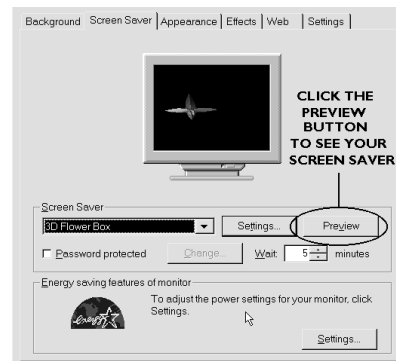 Background Screen Saver Appearance Effects Web Settings
CLICK THE
PREVIEW
BUTTON
TO SEE YOUR
SCREEN SAVER
Screen Saver
3D Flower Box Settings... Preview
Password protected Change... Wait: 5 minutes
Energy saving features of monitor
To adjust the power settings for your monitor, click
Settings.
energy
Settings...